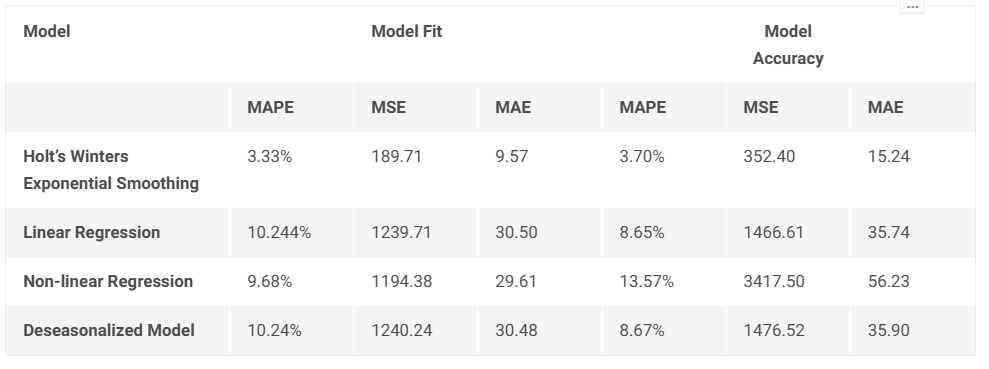 Model Model Fit Model
Accuracy
MAPE MSE MAE MAPE MSE MAE
Holt’s Winters 3.33% 189.71 9.57 3.70% 352.40 15.24
Exponential Smoothing
Linear Regression 10.244% 1239.71 30.50 8.65% 1466.61 35.74
Non-linear Regression 9.68% 1194.38 29.61 13.57% 3417.50 56.23
Deseasonalized Model 10.24% 1240.24 30.48 8.67% 1476.52 35.90